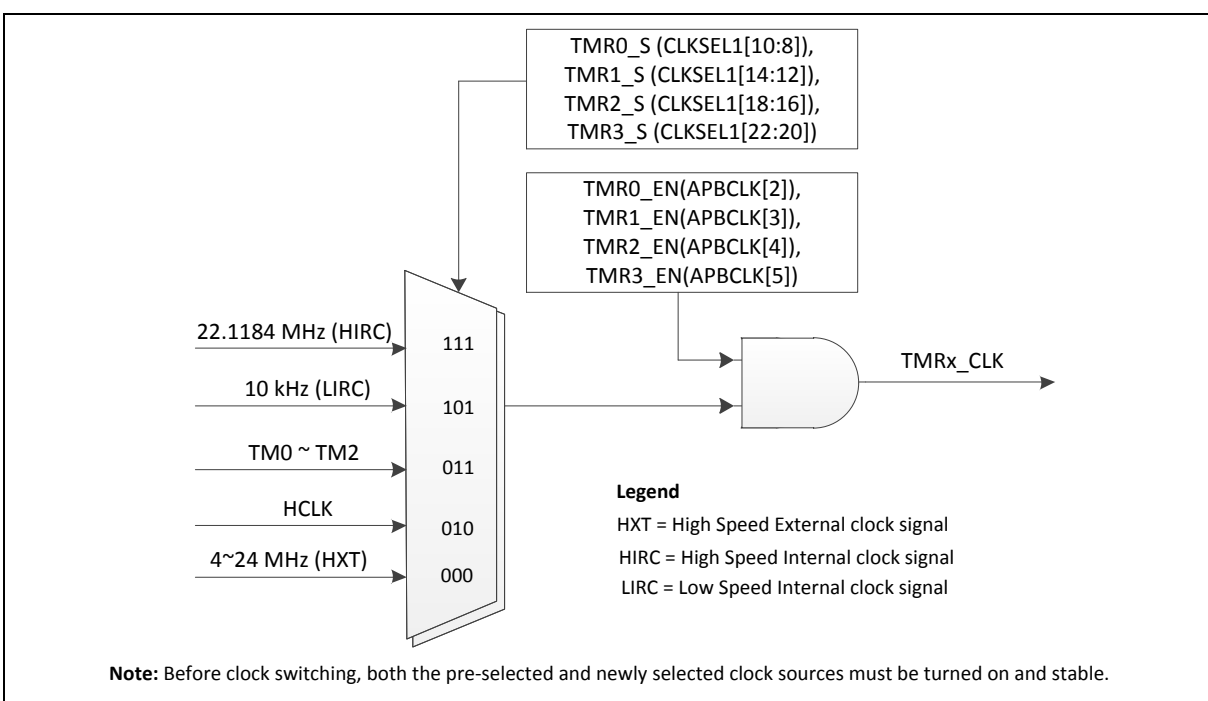 TMR0_S (CLKSEL1[10:8]),
TMR1_S (CLKSEL1[14:12]),
TMR2_S (CLKSEL1[18:16]),
TMR3_S (CLKSEL1[22:20])
TMR0_EN(APBCLK[2]),
TMR1_EN(APBCLK[3]),
TMR2_EN(APBCLK[4]),
TMR3_EN(APBCLK[5])
22.1184 MHz (HIRC)
111
10 kHz (LIRC)
101
TM0 ~ TM2
011
HCLK
010
4~24 MHz (HXT)
000
TMRx_CLK
Legend
HXT = High Speed External clock signal
HIRC = High Speed Internal clock signal
LIRC = Low Speed Internal clock signal
Note: Before clock switching, both the pre-selected and newly selected clock sources must be turned on and stable.